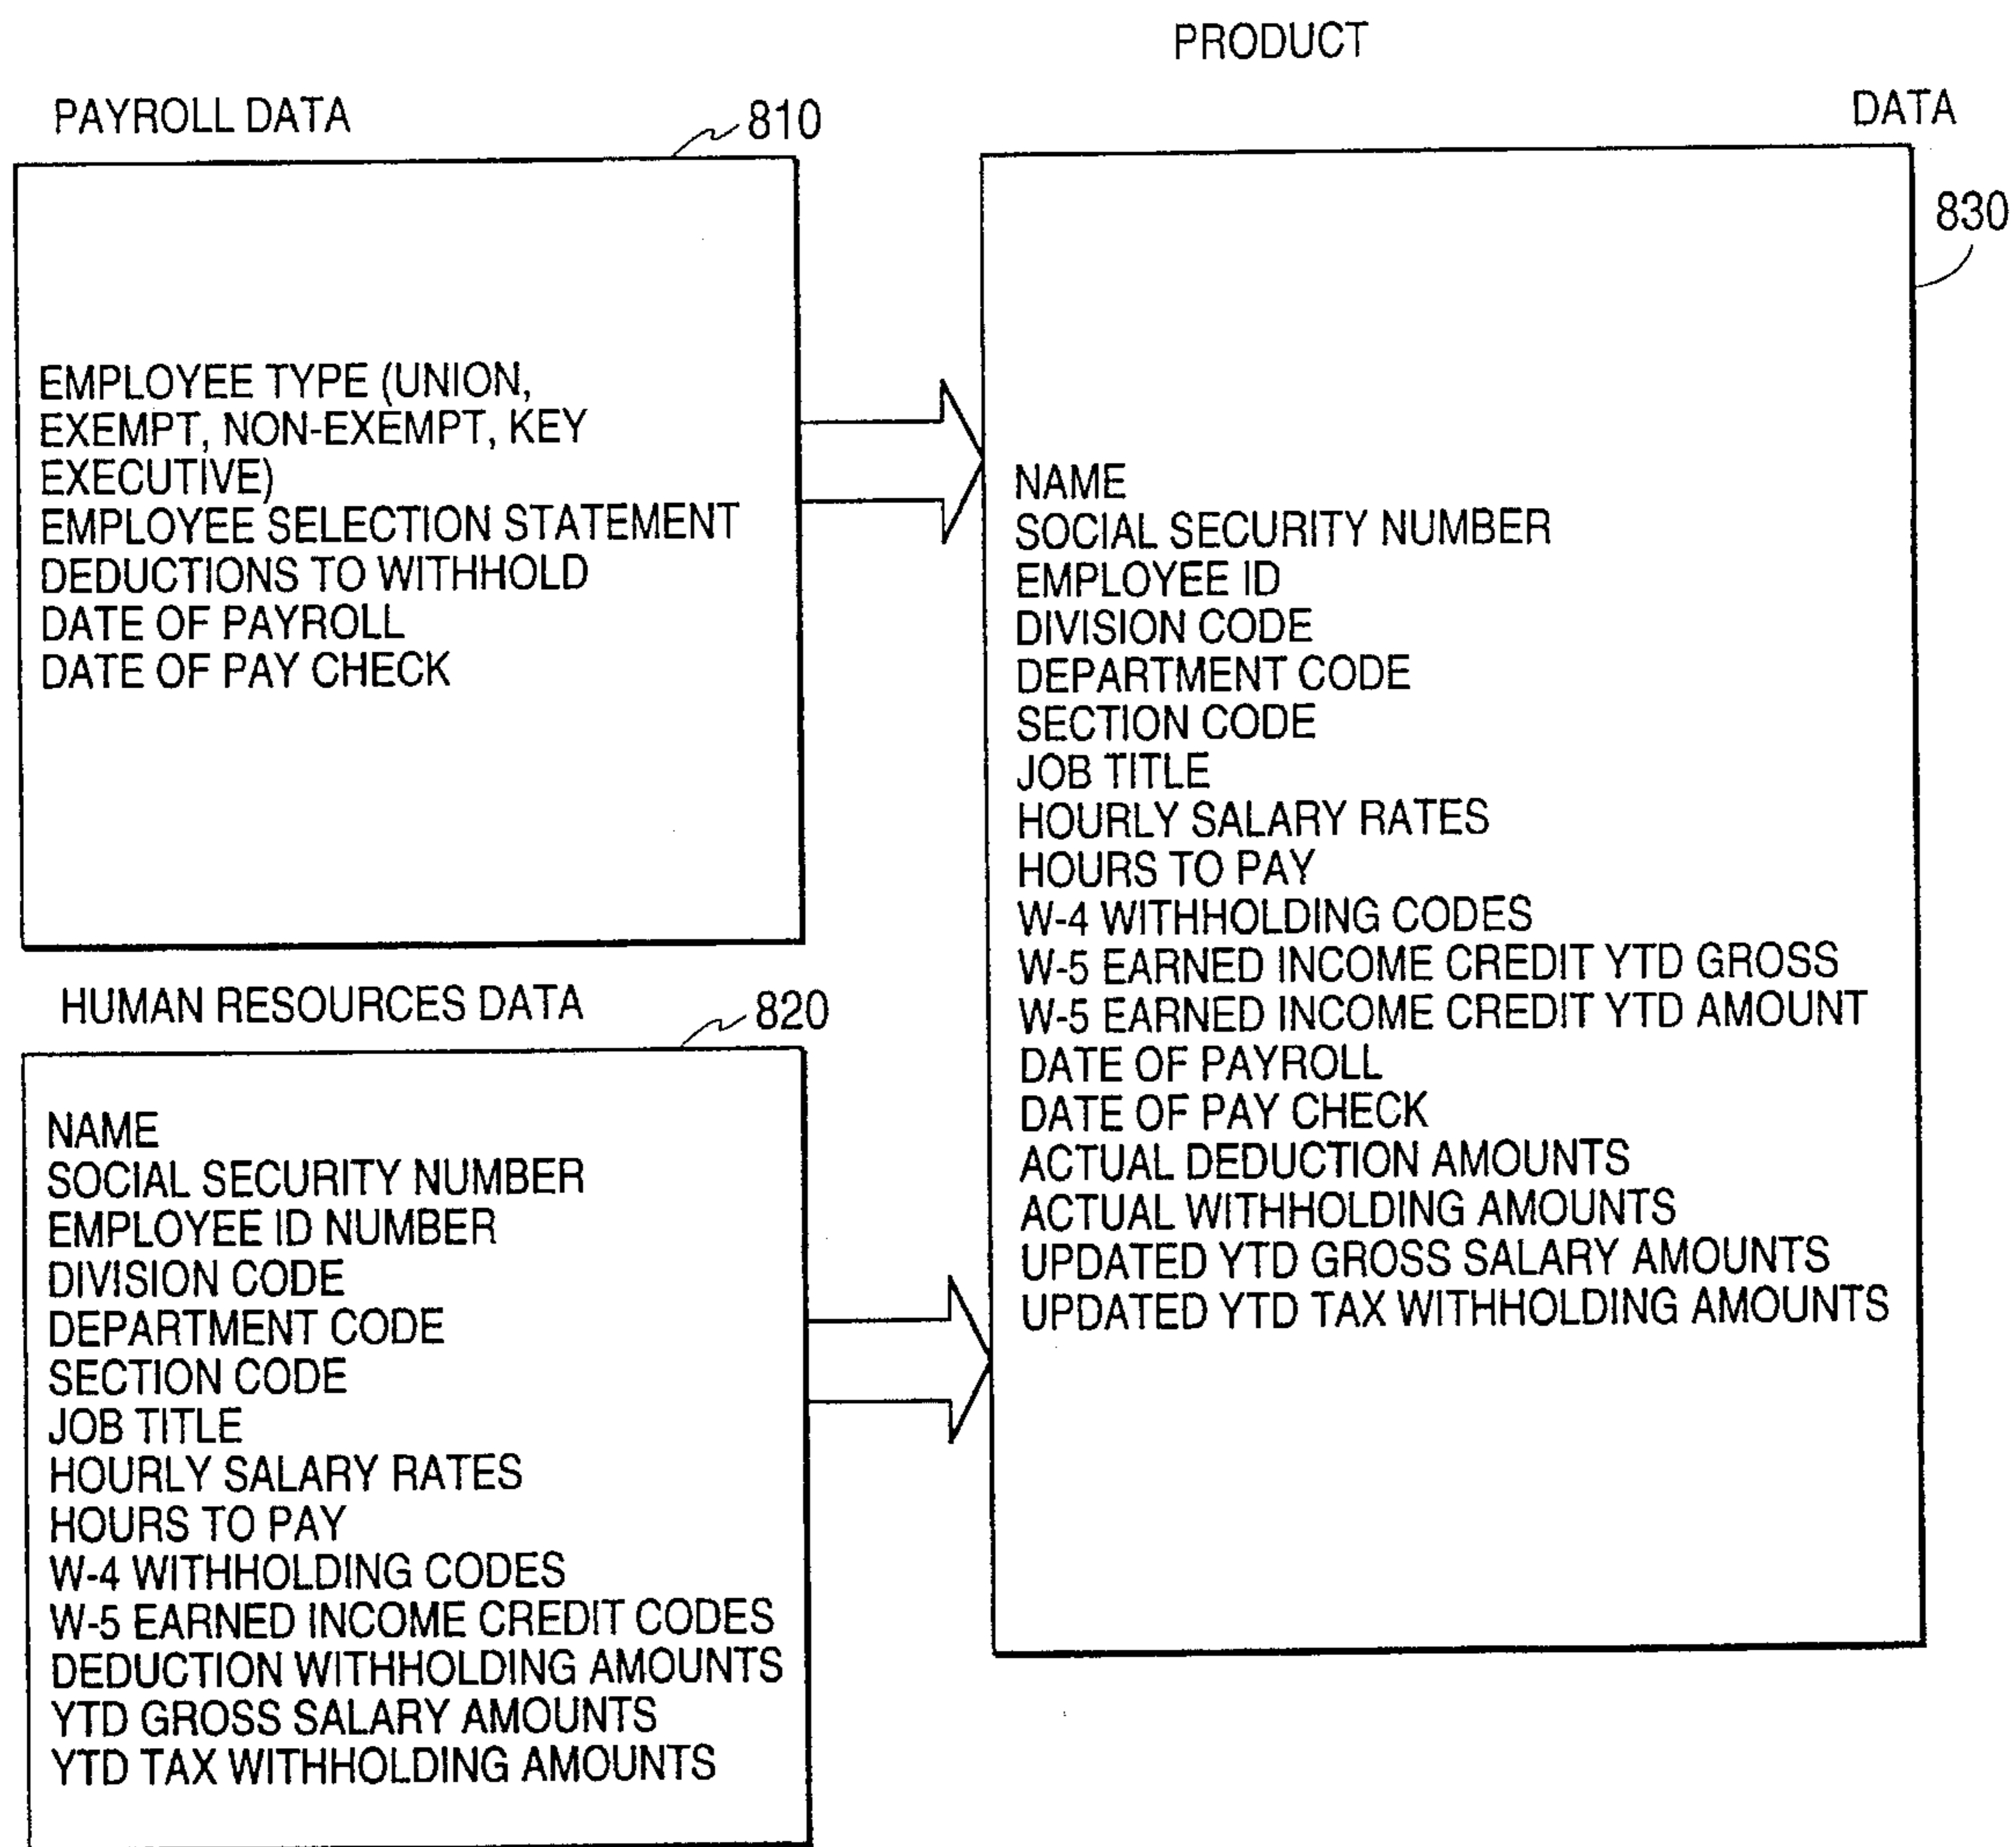 PRODUCT
DATA
PAYROLL DATA
810
EMPLOYEE TYPE (UNION,
EXEMPT, NON-EXEMPT, KEY
EXECUTIVE)
EMPLOYEE SELECTION STATEMENT
DEDUCTIONS TO WITHHOLD
DATE OF PAYROLL
DATE OF PAY CHECK
HUMAN RESOURCES DATA
820
NAME
SOCIAL SECURITY NUMBER
EMPLOYEE ID NUMBER
DIVISION CODE
DEPARTMENT CODE
SECTION CODE
JOB TITLE
HOURLY SALARY RATES
HOURS TO PAY
W-4 WITHHOLDING CODES
W-5 EARNED INCOME CREDIT CODES
DEDUCTION WITHHOLDING AMOUNTS
YTD GROSS SALARY AMOUNTS
YTD TAX WITHHOLDING AMOUNTS
830
NAME
SOCIAL SECURITY NUMBER
EMPLOYEE ID
DIVISION CODE
DEPARTMENT CODE
SECTION CODE
JOB TITLE
HOURLY SALARY RATES
HOURS TO PAY
W-4 WITHHOLDING CODES
W-5 EARNED INCOME CREDIT YTD GROSS
W-5 EARNED INCOME CREDIT YTD AMOUNT
DATE OF PAYROLL
DATE OF PAY CHECK
ACTUAL DEDUCTION AMOUNTS
ACTUAL WITHHOLDING AMOUNTS
UPDATED YTD GROSS SALARY AMOUNTS
UPDATED YTD TAX WITHHOLDING AMOUNTS